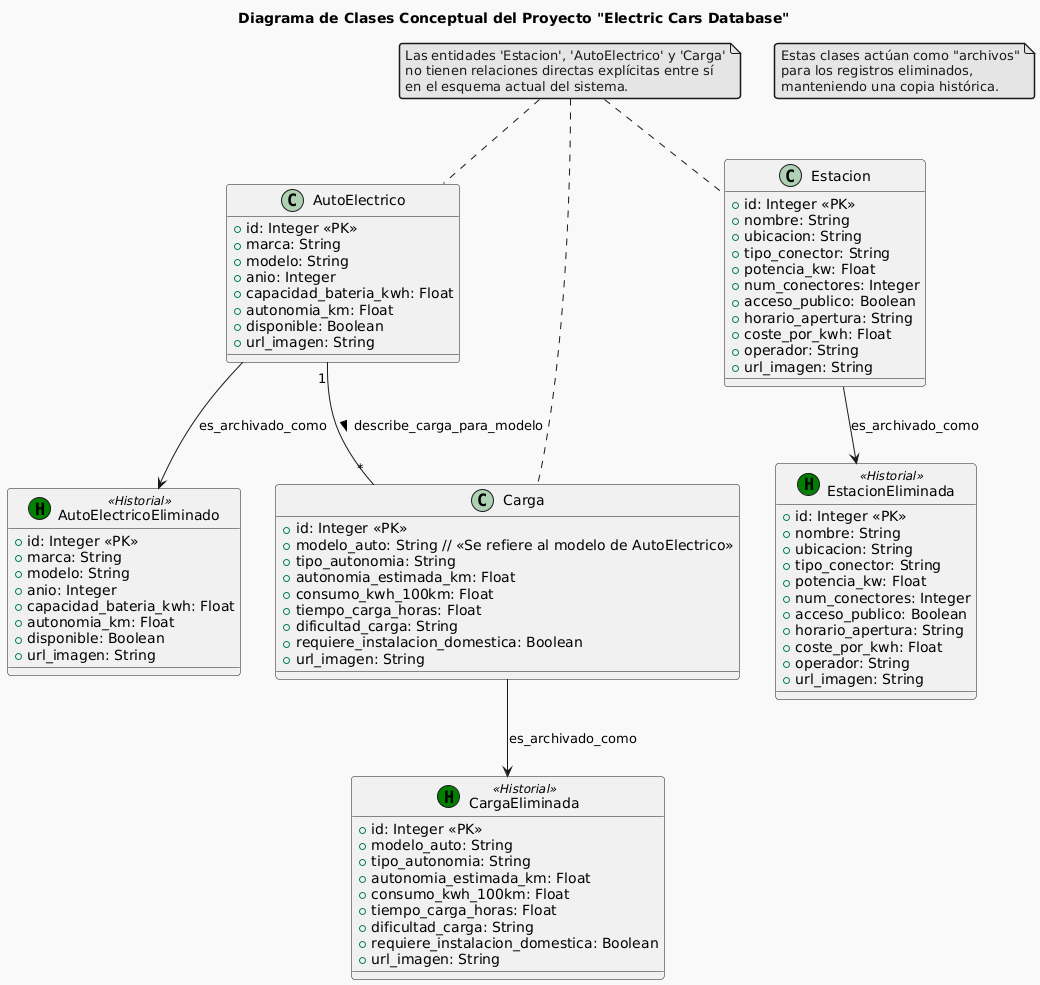 Diagrama de Clases Conceptual del Proyecto "Electric Cars Database"
Las entidades 'Estacion', 'AutoElectrico' y 'Carga'
no tienen relaciones directas explícitas entre sí
en el esquema actual del sistema.
Estas clases actúan como "archivos"
para los registros eliminados,
manteniendo una copia histórica.
C AutoElectrico
id: Integer «PK»
marca: String
modelo: String
anio: Integer
capacidad_bateria_kwh: Float
autonomia_km: Float
disponible: Boolean
url_imagen: String
C Estacion
id: Integer «PK»
nombre: String
ubicacion: String
tipo_conector: String
potencia_kw: Float
num_conectores: Integer
acceso_publico: Boolean
horario_apertura: String
coste_por_kwh: Float
operador: String
url_imagen: String
1
es_archivado_como
describe_carga_para_modelo
*
es_archivado_como
H «Historial»
AutoElectricoEliminado
id: Integer «PK»
marca: String
modelo: String
anio: Integer
capacidad_bateria_kwh: Float
autonomia_km: Float
disponible: Boolean
url_imagen: String
C Carga
id: Integer «PK»
modelo_auto: String // «Se refiere al modelo de AutoElectrico»
tipo_autonomia: String
autonomia_estimada_km: Float
consumo_kwh_100km: Float
tiempo_carga_horas: Float
dificultad_carga: String
requiere_instalacion_domestica: Boolean
url_imagen: String
H «Historial»
EstacionEliminada
id: Integer «PK»
nombre: String
ubicacion: String
tipo_conector: String
potencia_kw: Float
num_conectores: Integer
acceso_publico: Boolean
horario_apertura: String
coste_por_kwh: Float
operador: String
url_imagen: String
es_archivado_como
H «Historial»
CargaEliminada
id: Integer «PK»
modelo_auto: String
tipo_autonomia: String
autonomia_estimada_km: Float
consumo_kwh_100km: Float
tiempo_carga_horas: Float
dificultad_carga: String
requiere_instalacion_domestica: Boolean
url_imagen: String